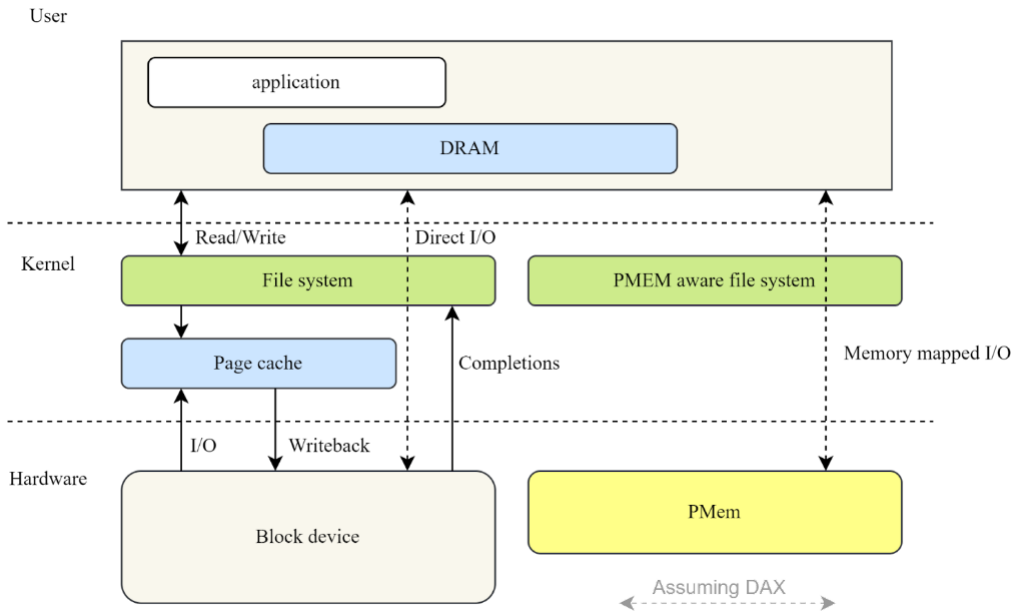 User
application
DRAM
Read/Write
Direct I/O
Kernel
File system
PMEM aware file system
Page cache
Completions
Memory mapped I/O
I/O
Writeback
Hardware
Block device
PMem
Assuming DAX